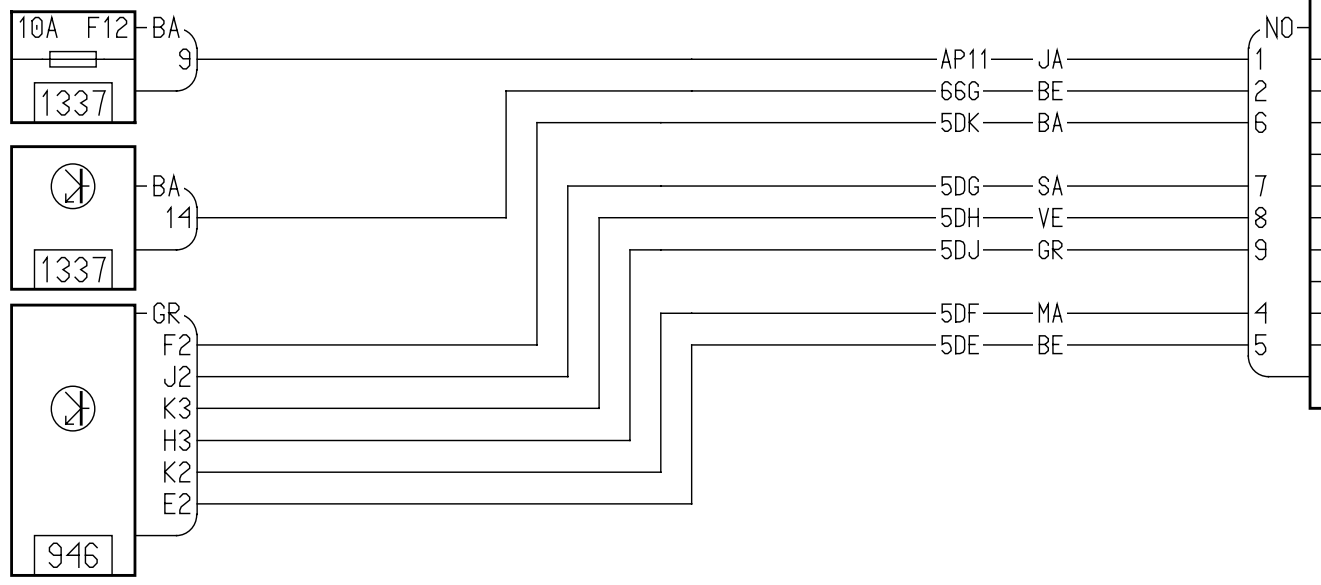 10A F12 BA NO
9 AP11 JA 1
66G BE 2
1337
5DK BA 6
BA 5DG SA 7
14 5DH VE 8
5DJ GR 9
1337
GR 5DF MA 4
F2 5DE BE 5
J2
K3
H3
K2
E2
946